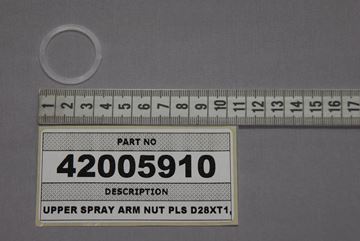 1 2 3 4 5 6 7 8 9 10 11 12 13 14 15 16 17
PART NO
42005910
DESCRIPTION
UPPER SPRAY ARM NUT PLS D28XT1,